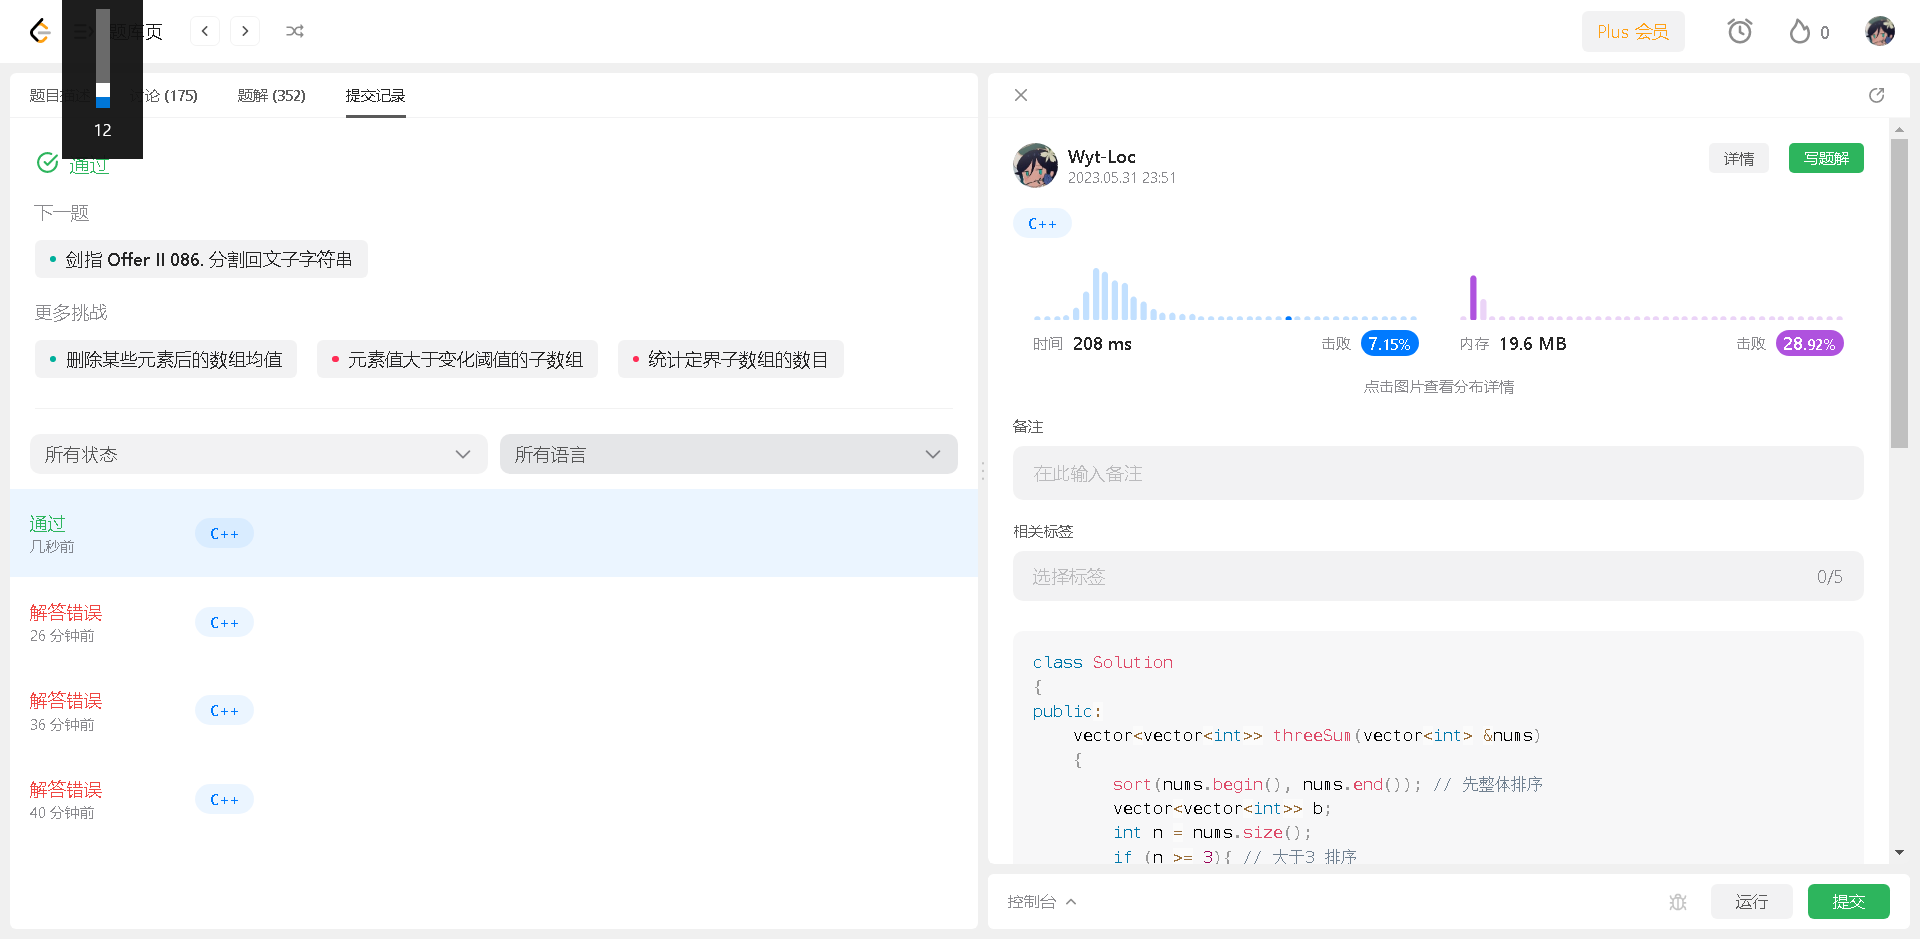 题库页
Plus 会员
0
12
题目描述
讨论 (175)
题解 (352)
提交记录
通过
下一题
剑指 Offer II 086. 分割回文子字符串
更多挑战
删除某些元素后的数组均值
元素值大于变化阈值的子数组
统计定界子数组的数目
所有状态
所有语言
通过
几秒前
C++
解答错误
26 分钟前
C++
解答错误
36 分钟前
C++
解答错误
40 分钟前
C++
Wyt-Loc
2023.05.31 23:51
详情
写题解
C++
时间 208 ms
击败 7.15%
内存 19.6 MB
击败 28.92%
点击图片查看分布详情
备注
在此输入备注
相关标签
选择标签
0/5
class Solution
{
public:
vector<vector<int>> threeSum(vector<int> &nums)
{
sort(nums.begin(), nums.end()); // 先整体排序
vector<vector<int>> b;
int n = nums.size();
if (n >= 3){ // 大于3 排序
控制台
运行
提交